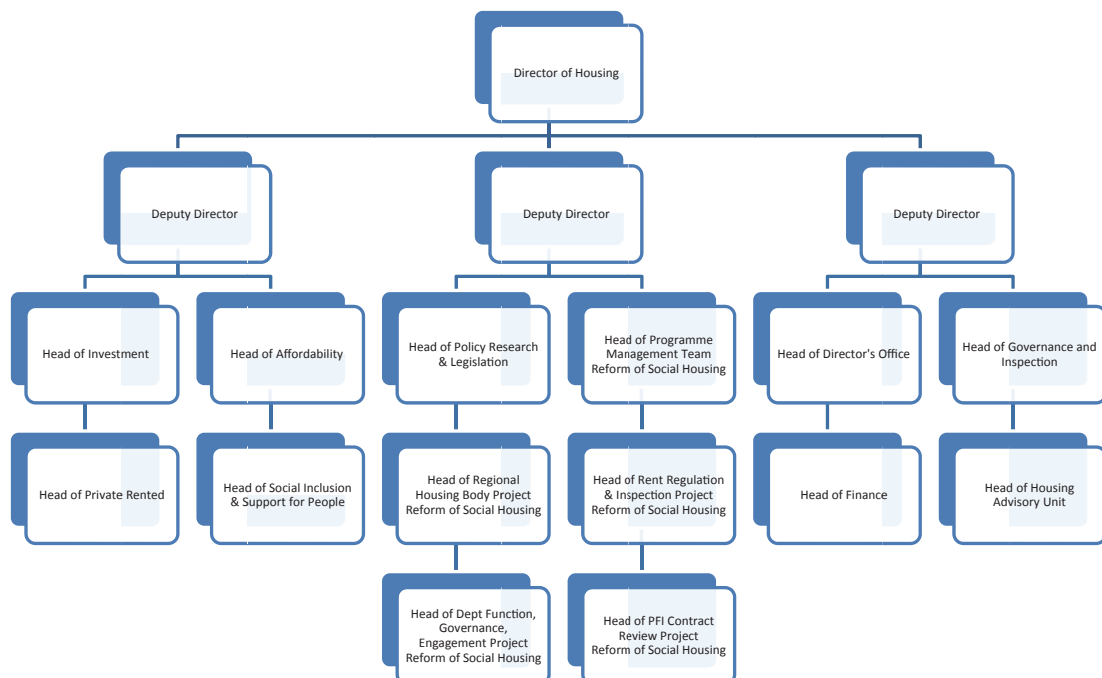 Director of Housing
Deputy Director
Deputy Director
Deputy Director
Head of Investment
Head of Affordability
Head of Policy Research
& Legislation
Head of Programme
Management Team
Reform of Social Housing
Head of Director's Office
Head of Governance and
Inspection
Head of Private Rented
Head of Social Inclusion
& Support for People
Head of Regional
Housing Body Project
Reform of Social Housing
Head of Rent Regulation
& Inspection Project
Reform of Social Housing
Head of Finance
Head of Housing
Advisory Unit
Head of Dept Function,
Governance,
Engagement Project
Reform of Social Housing
Head of PFI Contract
Review Project
Reform of Social Housing